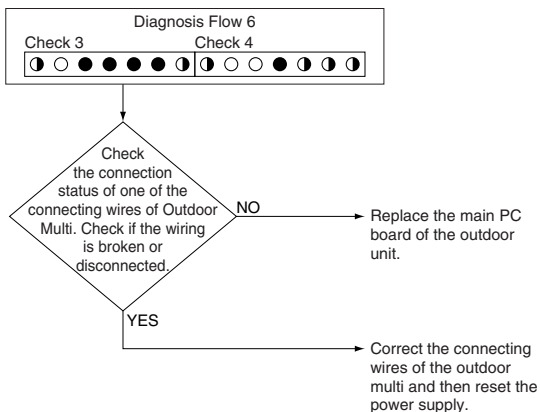 Diagnosis Flow 6
Check 3 Check 4
Check
the connection
status of one of the
connecting wires of Outdoor
Multi. Check if the wiring
is broken or
disconnected.
NO
Replace the main PC
board of the outdoor
unit.
YES
Correct the connecting
wires of the outdoor
multi and then reset the
power supply.